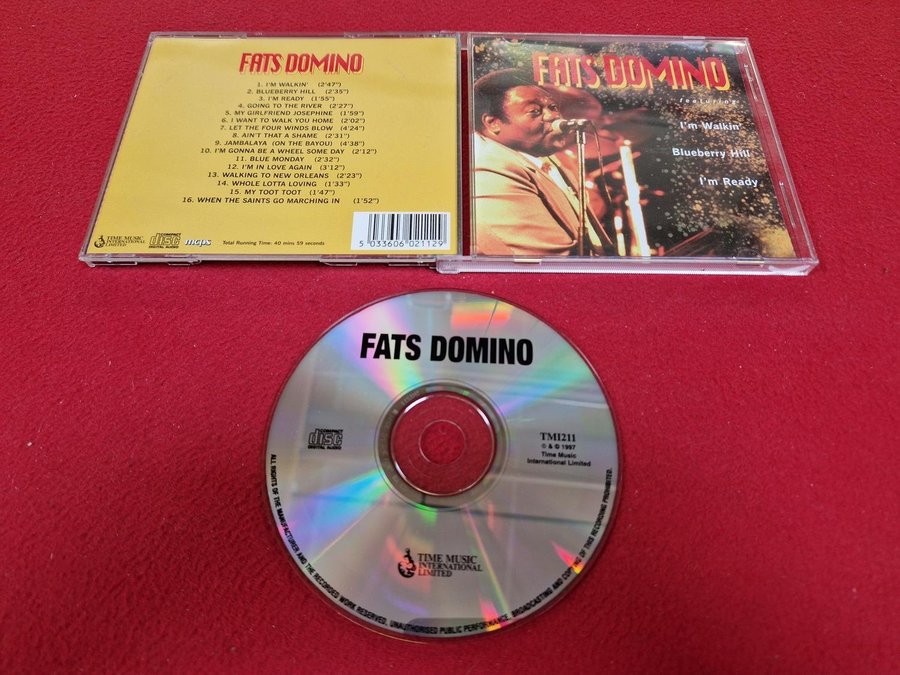 FATS DOMINO
1. I'M WALKIN' (2'47")
2. BLUEBERRY HILL (2'35")
3. I'M READY (1'55")
4. GOING TO THE RIVER (2'27")
5. MY GIRLFRIEND JOSEPHINE (1'59")
6. I WANT TO WALK YOU HOME (2'02")
7. LET THE FOUR WINDS BLOW (4'24")
8. AIN'T THAT A SHAME (2'31")
9. JAMBALAYA (ON THE BAYOU) (4'38")
10. I'M GONNA BE A WHEEL SOME DAY (2'12")
11. BLUE MONDAY (2'32")
12. I'M IN LOVE AGAIN (3'12")
13. WALKING TO NEW ORLEANS (2'23")
14. WHOLE LOTTA LOVING (1'33")
15. MY TOOT TOOT (1'47")
16. WHEN THE SAINTS GO MARCHING IN (1'52")
TIME MUSIC
INTERNATIONAL
LIMITED
COMPACT
disc
DIGITAL AUDIO
mcps
Total Running Time: 40 mins 59 seconds
5 033606 021129
FATS DOMINO
featuring
I'm Walkin'
Blueberry Hill
I'm Ready
FATS DOMINO
COMPACT
disc
DIGITAL AUDIO
TMI211
℗ & © 1997
Time Music
International Limited
TIME MUSIC
INTERNATIONAL
LIMITED
ALL RIGHTS OF THE MANUFACTURER AND THE RECORDED WORK RESERVED. UNAUTHORISED PUBLIC PERFORMANCE, BROADCASTING AND COPYING OF THIS RECORDING PROHIBITED.